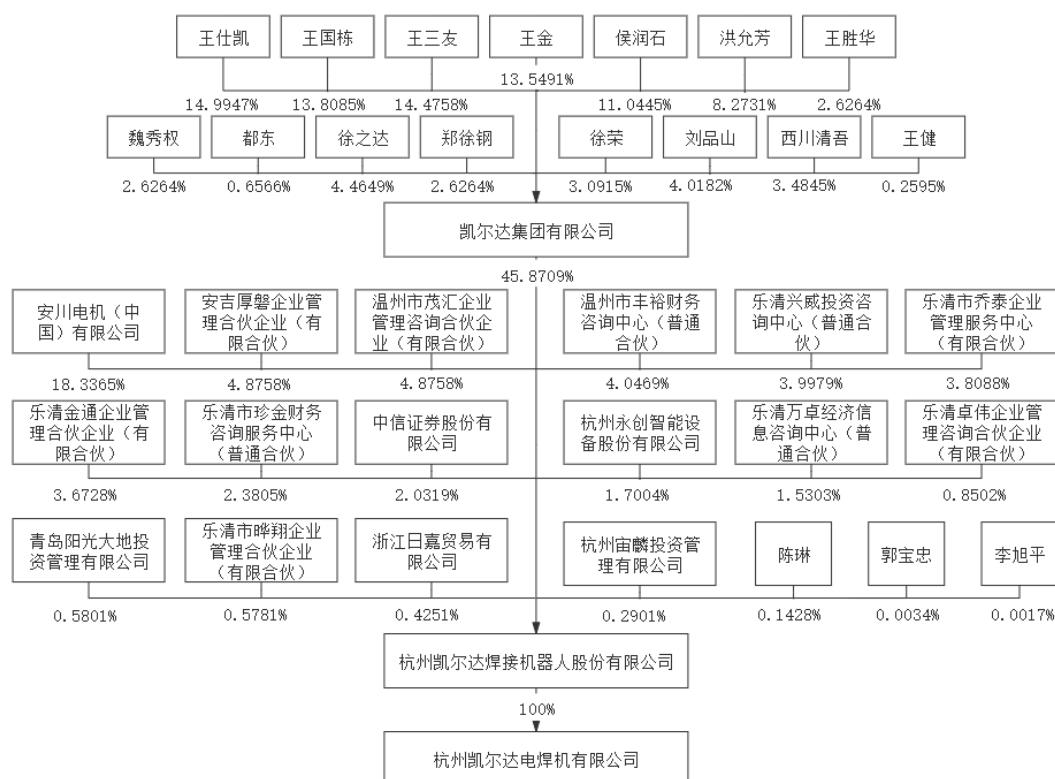 王仕凯 王国栋 王三友 王金 侯润石 洪允芳 王胜华
13.5491%
14.9947% 13.8085% 14.4758% 11.0445% 8.2731% 2.6264%
魏秀权 都东 徐之达 郑徐钢 徐荣 刘品山 西川清吾 王健
2.6264% 0.6566% 4.4649% 2.6264% 3.0915% 4.0182% 3.4845% 0.2595%
凯尔达集团有限公司
45.8709%
安川电机（中
国）有限公司
安吉厚磐企业管
理合伙企业（有
限合伙）
温州市茂汇企业
管理咨询合伙企
业（有限合伙）
温州市丰裕财务
咨询中心（普通
合伙）
乐清兴威投资咨
询中心（普通合
伙）
乐清市乔泰企业
管理服务中心
（有限合伙）
18.3365% 4.8758% 4.8758% 4.0469% 3.9979% 3.8088%
乐清金通企业管
理合伙企业（有
限合伙）
乐清市珍金财务
咨询服务中心
（普通合伙）
中信证券股份有
限公司
杭州永创智能设
备股份有限公司
乐清万卓经济信
息咨询中心（普
通合伙）
乐清卓伟企业管
理咨询合伙企业
（有限合伙）
3.6728% 2.3805% 2.0319% 1.7004% 1.5303% 0.8502%
青岛阳光大地投
资管理有限公司
乐清市晔翔企业
管理合伙企业
（有限合伙）
浙江日嘉贸易有
限公司
杭州宙麟投资管
理有限公司
陈琳
郭宝忠
李旭平
0.5801% 0.5781% 0.4251% 0.2901% 0.1428% 0.0034% 0.0017%
杭州凯尔达焊接机器人股份有限公司
100%
杭州凯尔达电焊机有限公司